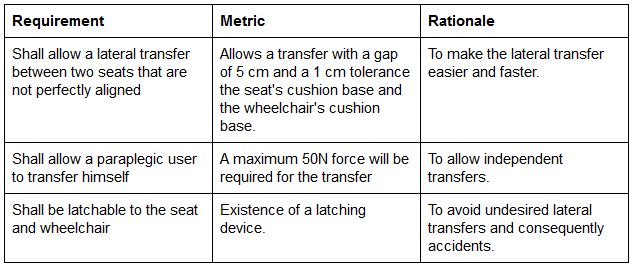 Requirement
Metric
Rationale
Shall allow a lateral transfer
between two seats that are
not perfectly aligned
Allows a transfer with a gap
of 5 cm and a 1 cm tolerance
the seat's cushion base and
the wheelchair's cushion
base.
To make the lateral transfer
easier and faster.
Shall allow a paraplegic user
to transfer himself
A maximum 50N force will be
required for the transfer
To allow independent
transfers.
Shall be latchable to the seat
and wheelchair
Existence of a latching
device.
To avoid undesired lateral
transfers and consequently
accidents.